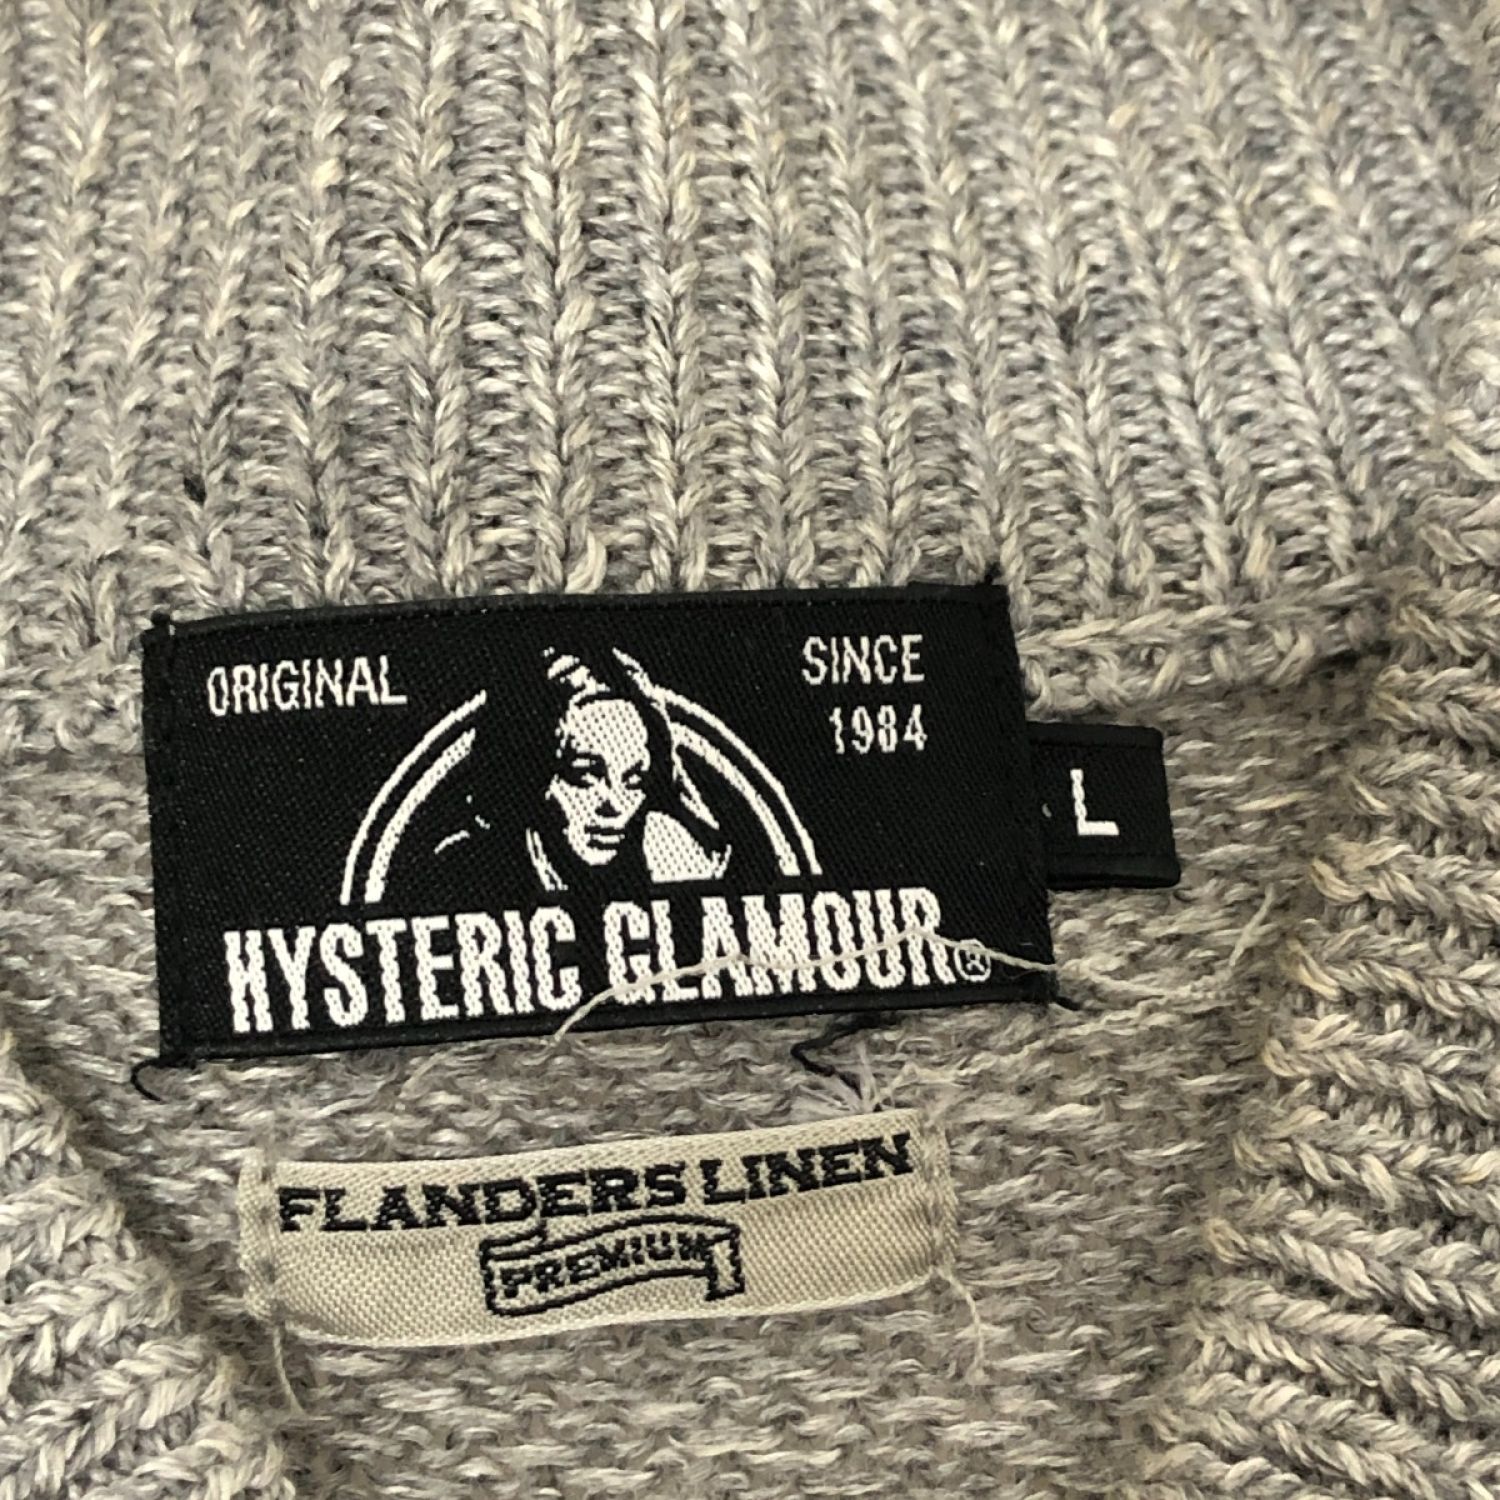 ORIGINAL
SINCE
1984
HYSTERIC GLAMOUR®
L
FLANDERS LINEN
PREMIUM